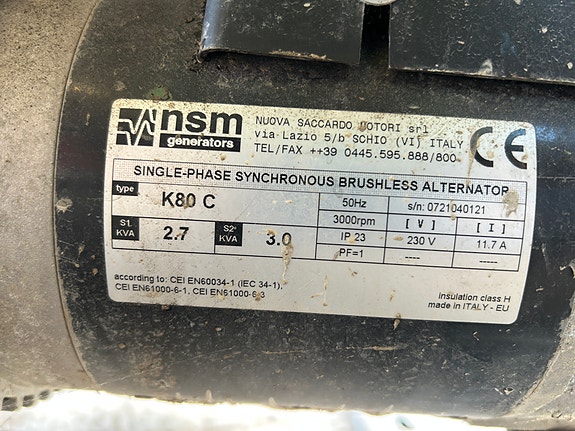 nsm
generators
NUOVA SACCARDO MOTORI srl
via Lazio 5/b SCHIO (VI) ITALY
TEL/FAX ++39 0445.595.888/800
CE
SINGLE-PHASE SYNCHRONOUS BRUSHLESS ALTERNATOR
type K80 C 50Hz s/n: 0721040121
3000rpm [ V ] [ I ]
S1 KVA 2.7 S2* KVA 3.0 IP 23 230 V 11.7 A
PF=1 ---- -----
according to: CEI EN60034-1 (IEC 34-1),
CEI EN61000-6-1, CEI EN61000-6-3
insulation class H
made in ITALY - EU